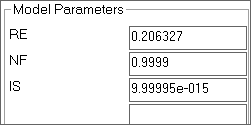 Model Parameters
RE 0.206327
NF 0.9999
IS 9.99995e-015